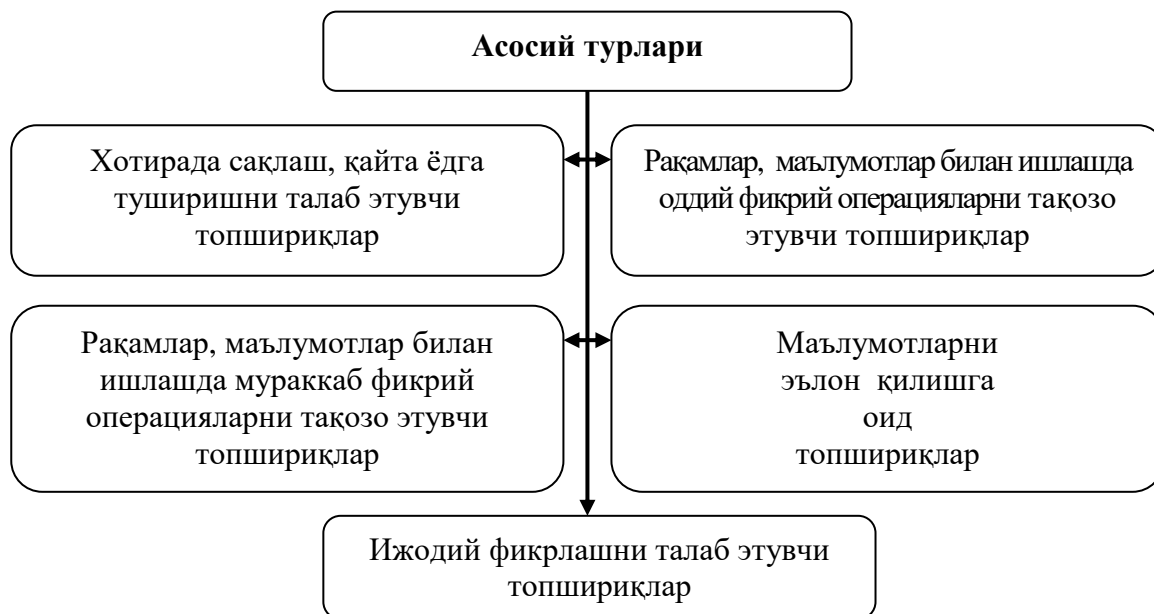 Асосий турлари
Хотирада сақлаш, қайта ёдга
туширишни талаб этувчи
топшириқлар
Рақамлар, маълумотлар билан ишлашда
оддий фикрий операцияларни тақозо
этувчи топшириқлар
Рақамлар, маълумотлар билан
ишлашда мураккаб фикрий
операцияларни тақозо этувчи
топшириқлар
Маълумотларни
эълон қилишга
оид
топшириқлар
Ижодий фикрлашни талаб этувчи
топшириқлар